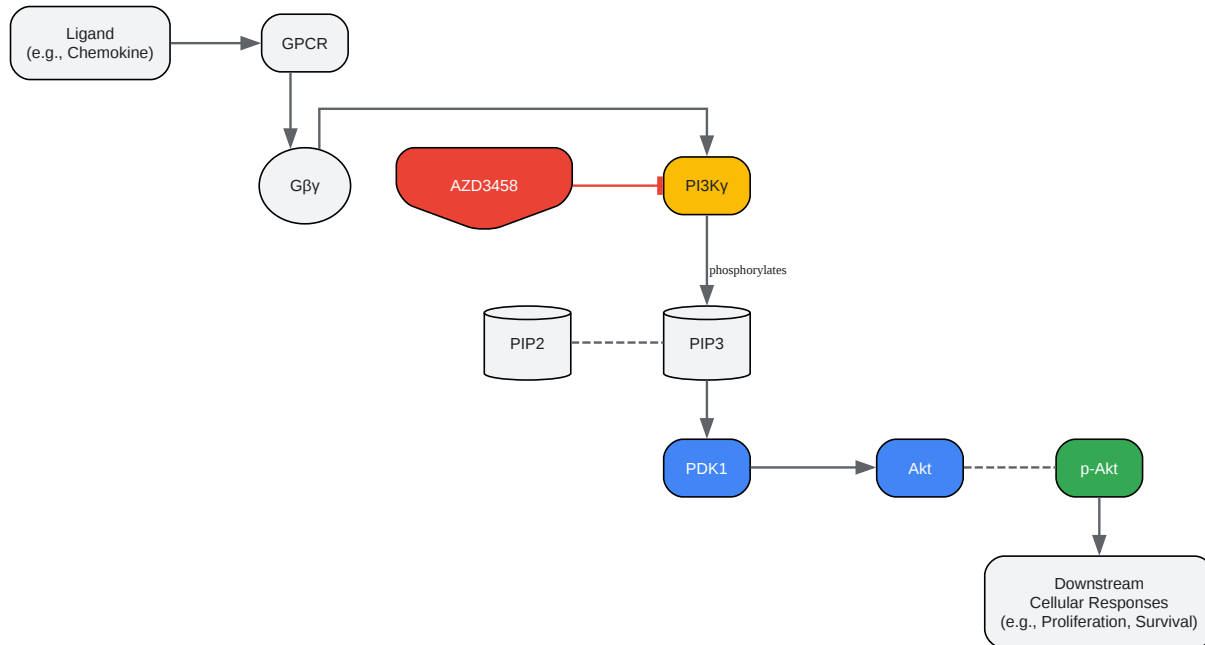 Ligand
(e.g., Chemokine)
GPCR
Gβγ
AZD3458
PI3Kγ
phosphorylates
PIP2
PIP3
PDK1
Akt
p-Akt
Downstream
Cellular Responses
(e.g., Proliferation, Survival)